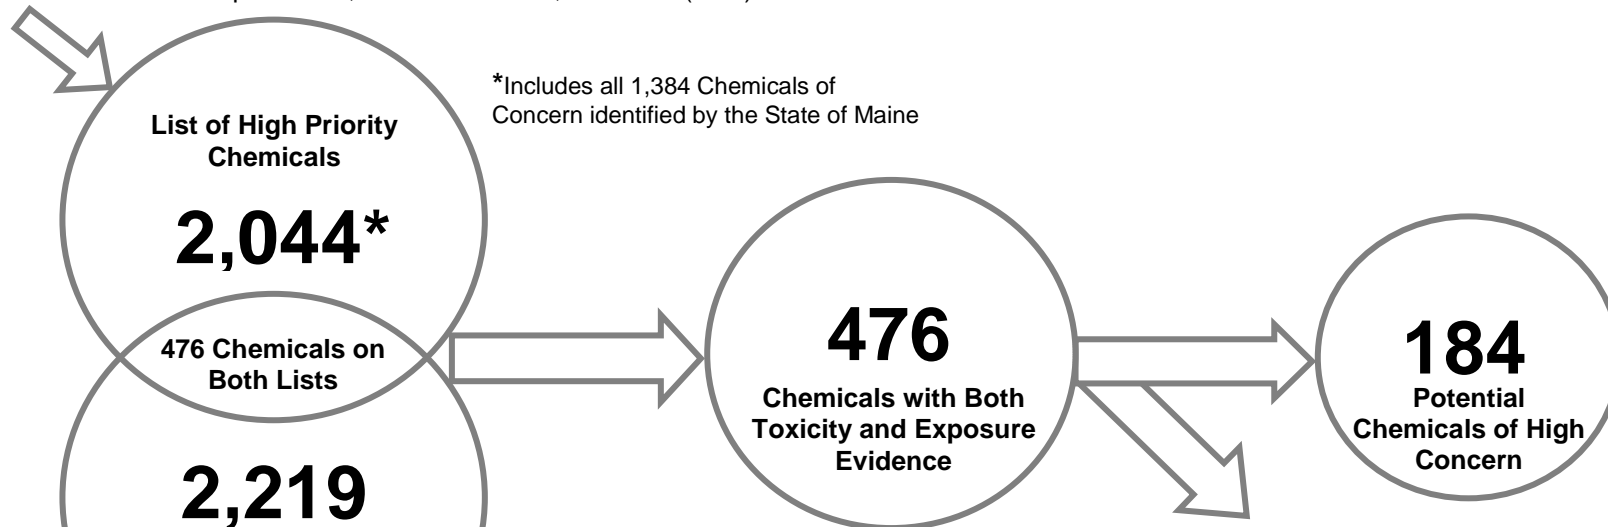 *Includes all 1,384 Chemicals of
Concern identified by the State of Maine
List of High Priority
Chemicals
2,044*
476 Chemicals on
Both Lists
2,219
476
Chemicals with Both
Toxicity and Exposure
Evidence
184
Potential
Chemicals of High
Concern